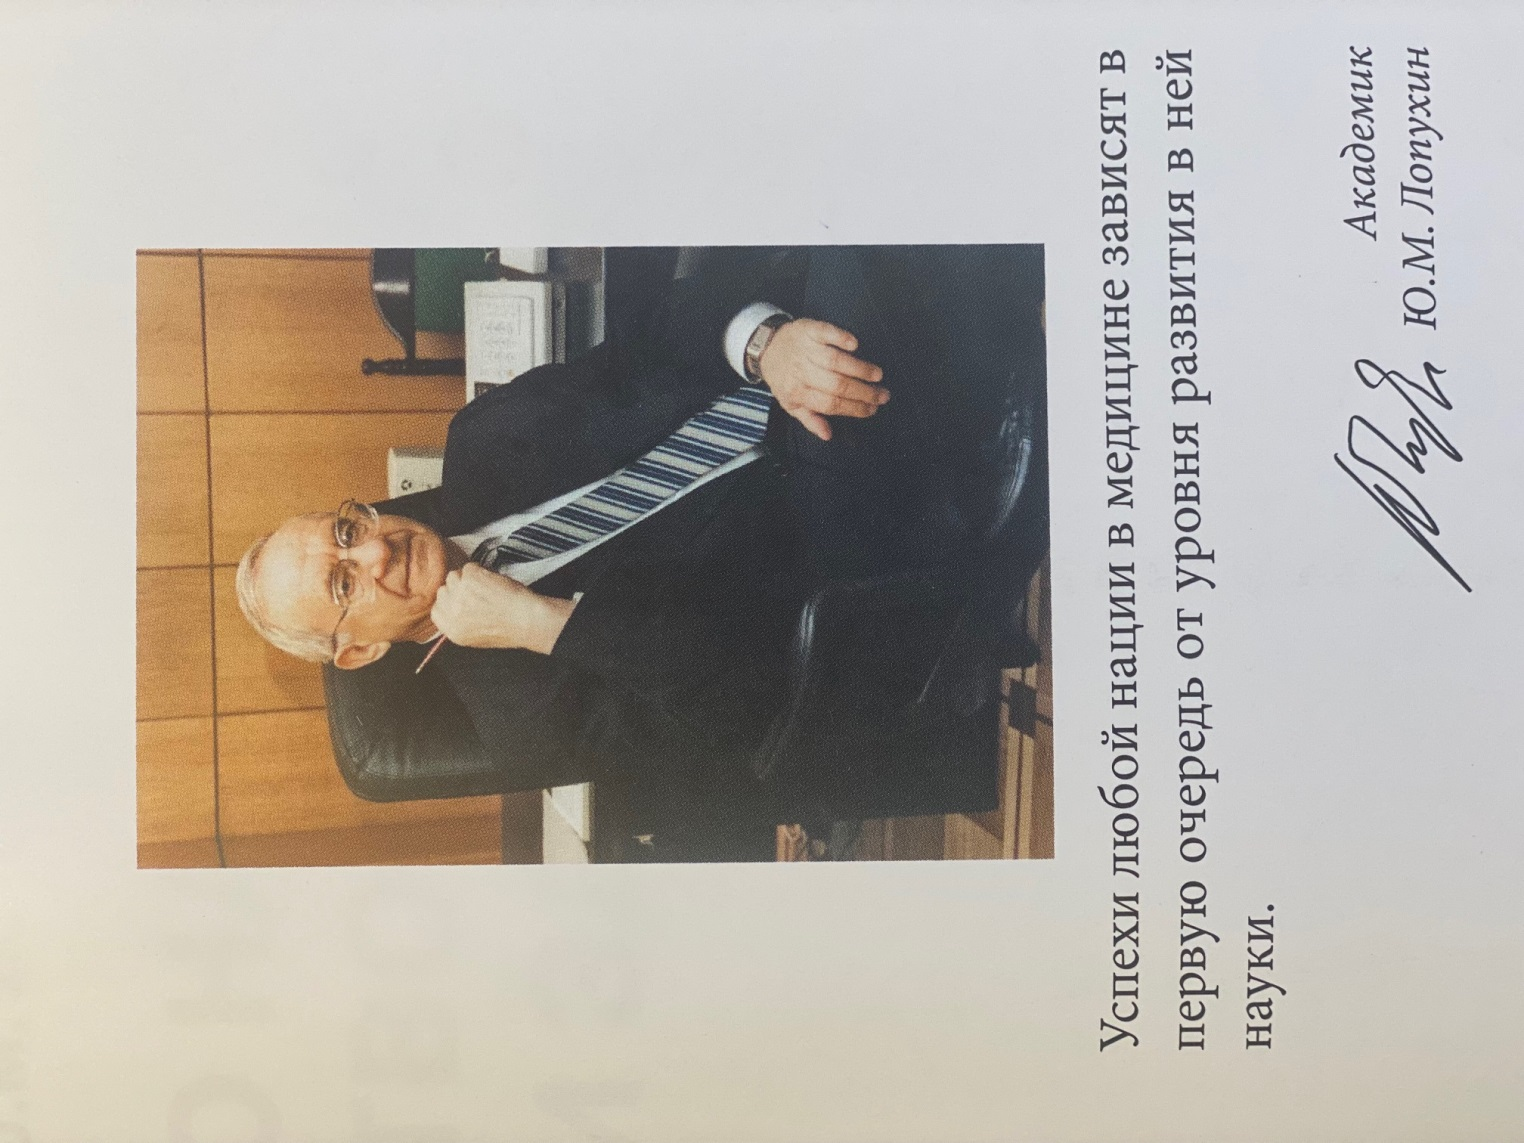 Успехи любой нации в медицине зависят в
первую очередь от уровня развития в ней
науки.
Академик
Ю.М. Лопухин